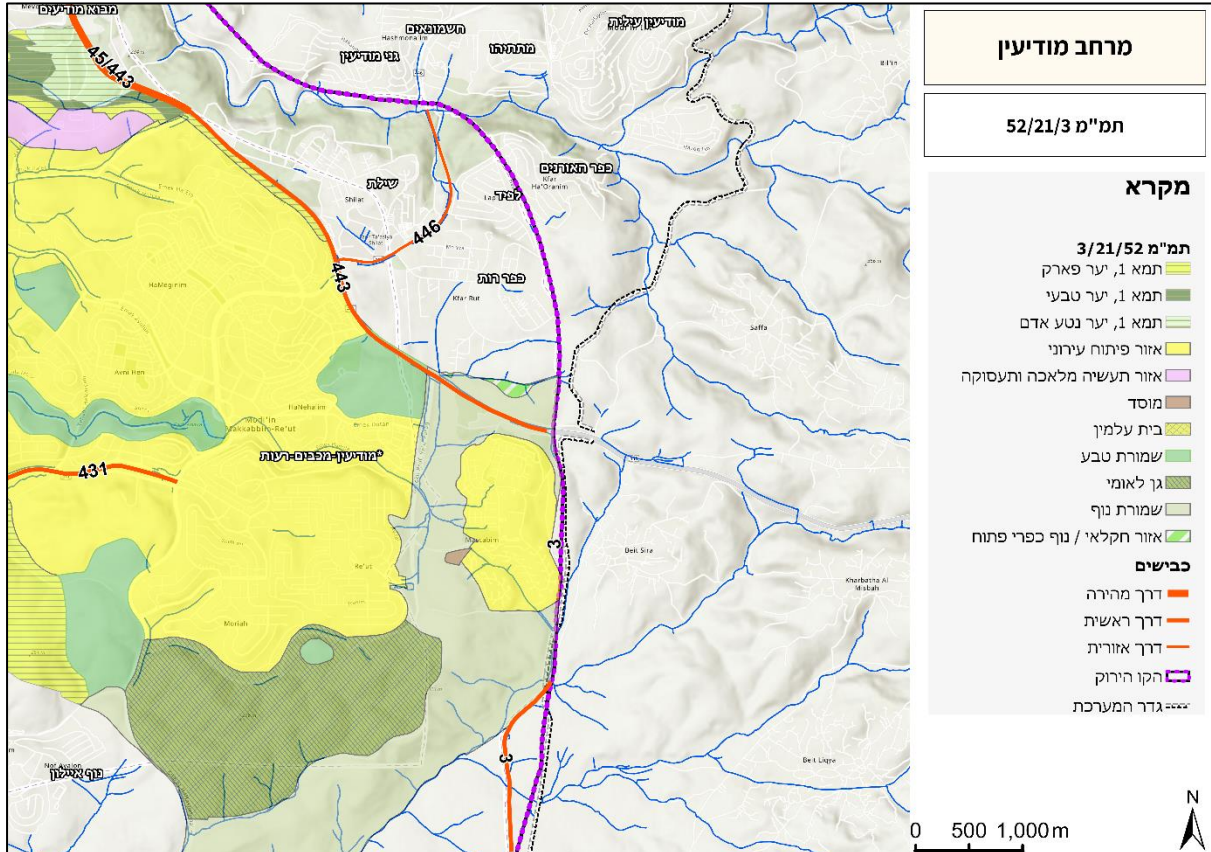 מרחב מודיעין
תמ"מ 52/21/3
מקרא
תמ"מ 3/21/52
תמא 1, יער פארק
תמא 1, יער טבעי
תמא 1, יער נטע אדם
אזור פיתוח עירוני
אזור תעשיה מלאכה ותעסוקה
מוסד
בית עלמין
שמורת טבע
גן לאומי
שמורת נוף
אזור חקלאי / נוף כפרי פתוח
כבישים
דרך מהירה
דרך ראשית
דרך אזורית
הקו הירוק
גדר המערכת
N
0 500 1,000 m
מבוא מודיעים
חשמונאים
Hashmona'im
מודיעין עילית
גני מודיעין
מתתיהו
Bil'in
45/443
כפר האורנים
Kfar
Ha'Oranim
שילת
Shilat
לפיד
446
443
כפר רות
Kfar Rut
HaMeginim
Saffa
Avne Hen
HaNeha'im
Modi'in
Makkabbim-Re'ut
*מודיעין-מכבים-רעות
431
Maccabim
3
Beit Sira
Re'ut
Kharbatha Al
Misbah
Moriah
Nof Ayalon
נוף איילון
3
Beit Liqya